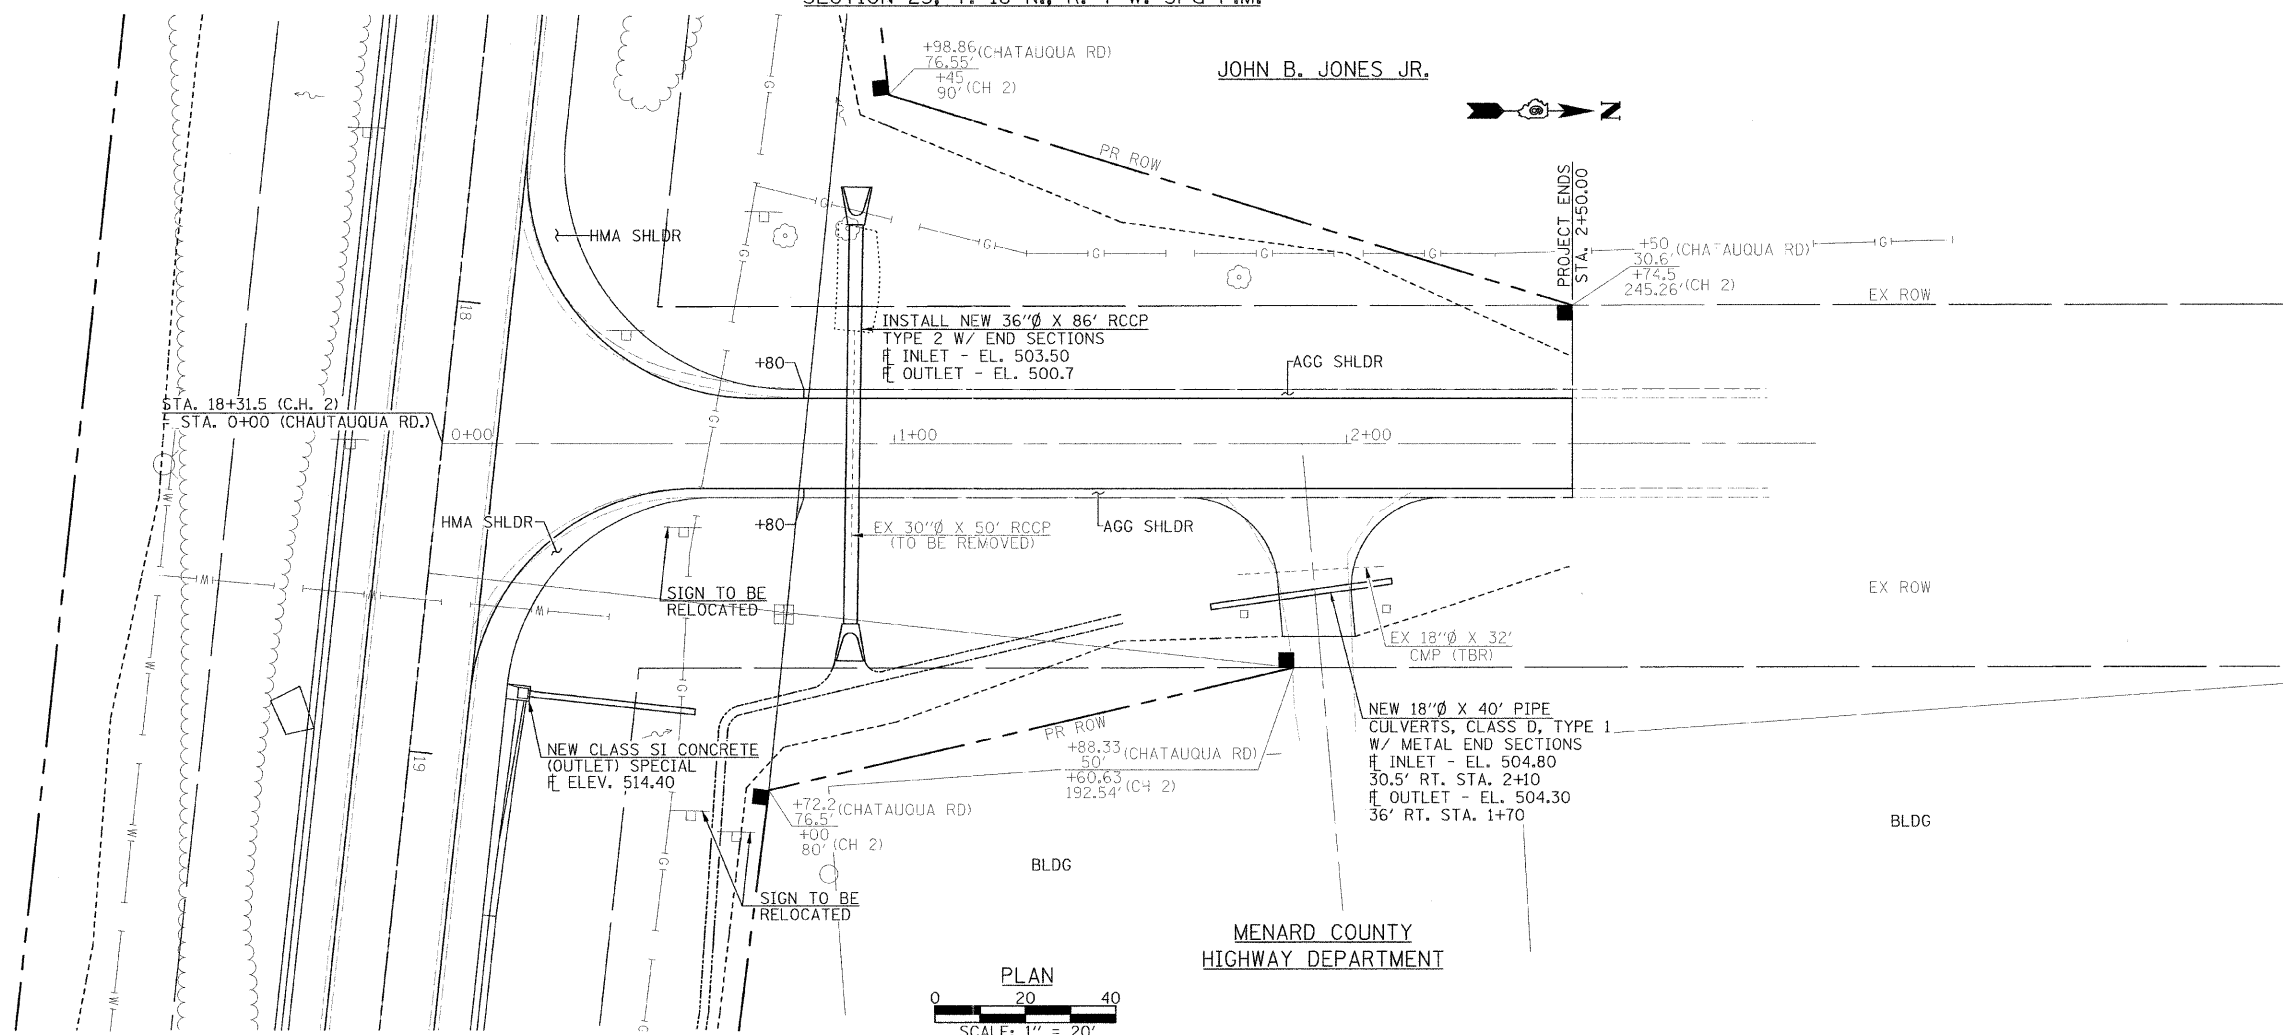 +98.86 (CHATAUQUA RD)
76.55'
+45 (CH 2)
90'
JOHN B. JONES JR.
N
PR ROW
PROJECT ENDS
STA. 2+50.00
+50 (CHATAUQUA RD)
30.6'
+74.5 (CH 2)
245.26'
EX ROW
HMA SHLDR
18
INSTALL NEW 36"Ø X 86' RCCP
TYPE 2 W/ END SECTIONS
FL INLET - EL. 503.50
FL OUTLET - EL. 500.7
+80
AGG SHLDR
STA. 18+31.5 (C.H. 2)
= STA. 0+00 (CHAUTAUQUA RD.)
0+00
1+00
2+00
HMA SHLDR
+80
EX 30"Ø X 50' RCCP
(TO BE REMOVED)
AGG SHLDR
SIGN TO BE
RELOCATED
EX ROW
EX 18"Ø X 32'
CMP (TBR)
19
NEW CLASS SI CONCRETE
(OUTLET) SPECIAL
FL ELEV. 514.40
PR ROW
+88.33 (CHATAUQUA RD)
50'
+60.63 (CH 2)
192.54'
NEW 18"Ø X 40' PIPE
CULVERTS, CLASS D, TYPE 1
W/ METAL END SECTIONS
FL INLET - EL. 504.80
30.5' RT. STA. 2+10
FL OUTLET - EL. 504.30
36' RT. STA. 1+70
+72.2 (CHATAUQUA RD)
76.5'
+00 (CH 2)
80'
BLDG
BLDG
SIGN TO BE
RELOCATED
MENARD COUNTY
HIGHWAY DEPARTMENT
PLAN
0 20 40
SCALE: 1" = 20'
G
W